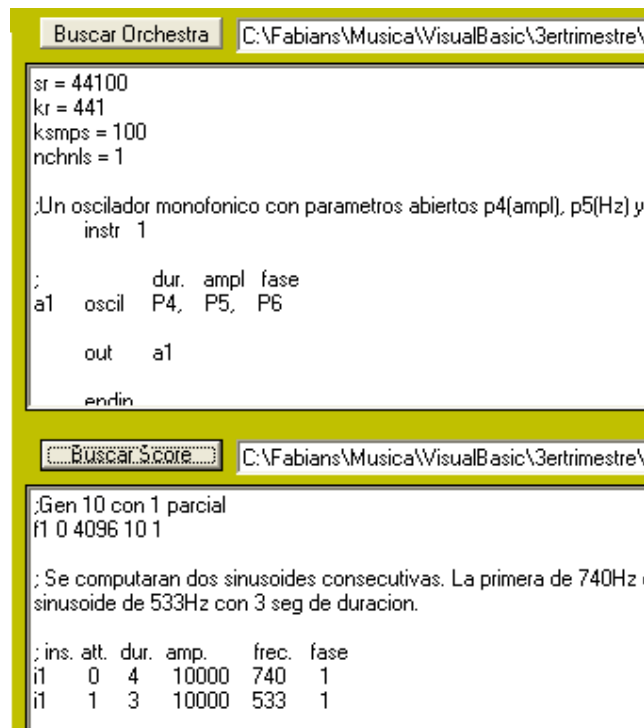 Buscar Orchestra C:\Fabians\Musica\VisualBasic\3ertrimestre\
sr = 44100
kr = 441
ksmps = 100
nchnls = 1
;Un oscilador monofonico con parametros abiertos p4(ampl), p5(Hz) y
instr 1
; dur. ampl fase
a1 oscil P4, P5, P6
out a1
endin
Buscar Score C:\Fabians\Musica\VisualBasic\3ertrimestre\
;Gen 10 con 1 parcial
f1 0 4096 10 1
; Se computaran dos sinusoides consecutivas. La primera de 740Hz
sinusoide de 533Hz con 3 seg de duracion.
; ins. att. dur. amp. frec. fase
i1 0 4 10000 740 1
i1 1 3 10000 533 1